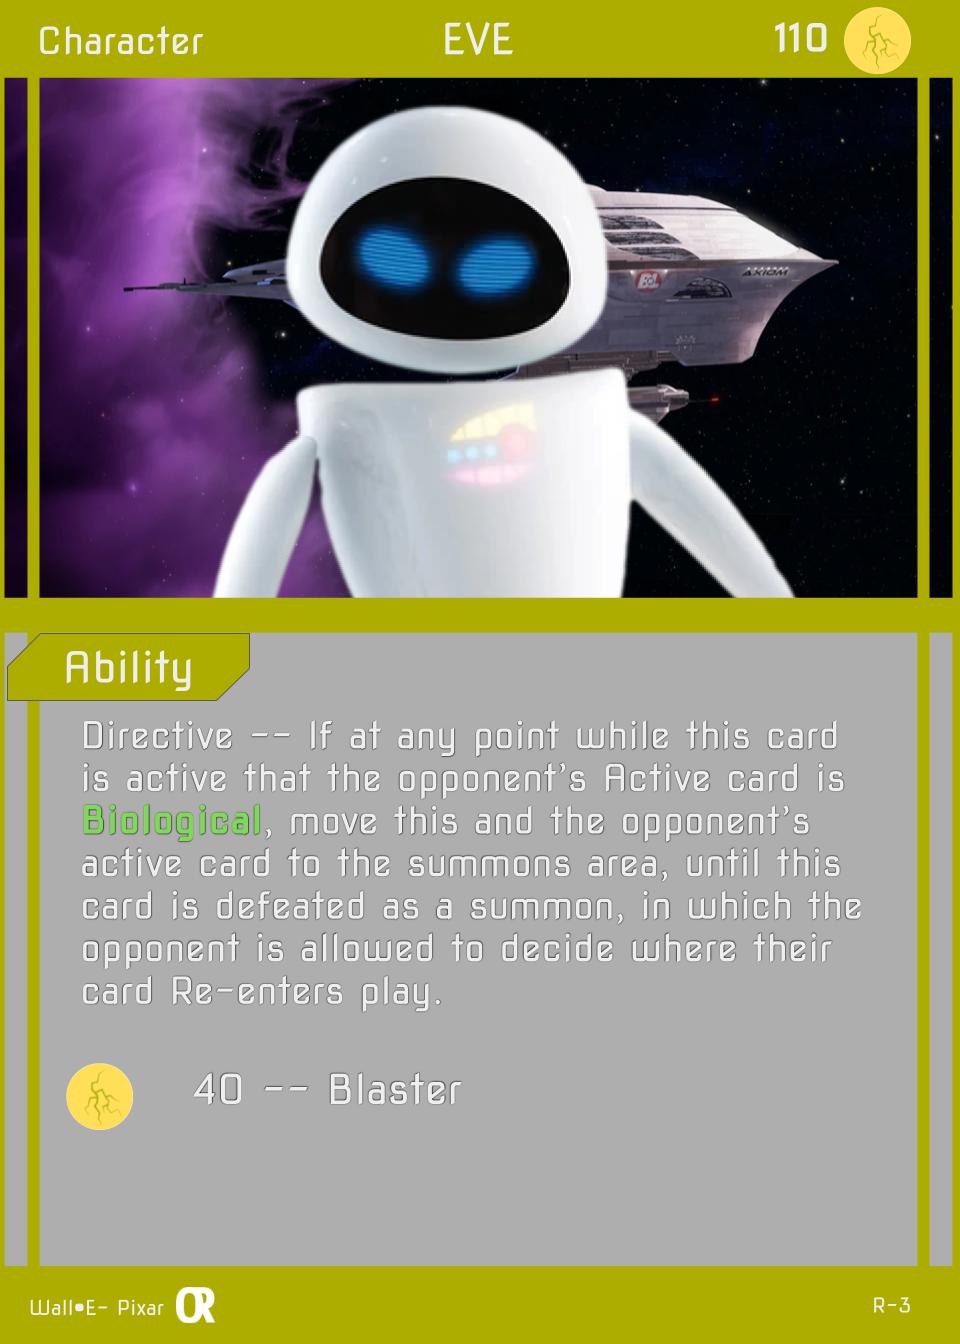 Character
EVE
110
BnL
AXIOM
Ability
Directive -- If at any point while this card
is active that the opponent's Active card is
Biological, move this and the opponent's
active card to the summons area, until this
card is defeated as a summon, in which the
opponent is allowed to decide where their
card Re-enters play.
40 -- Blaster
Wall•E- Pixar OR
R-3